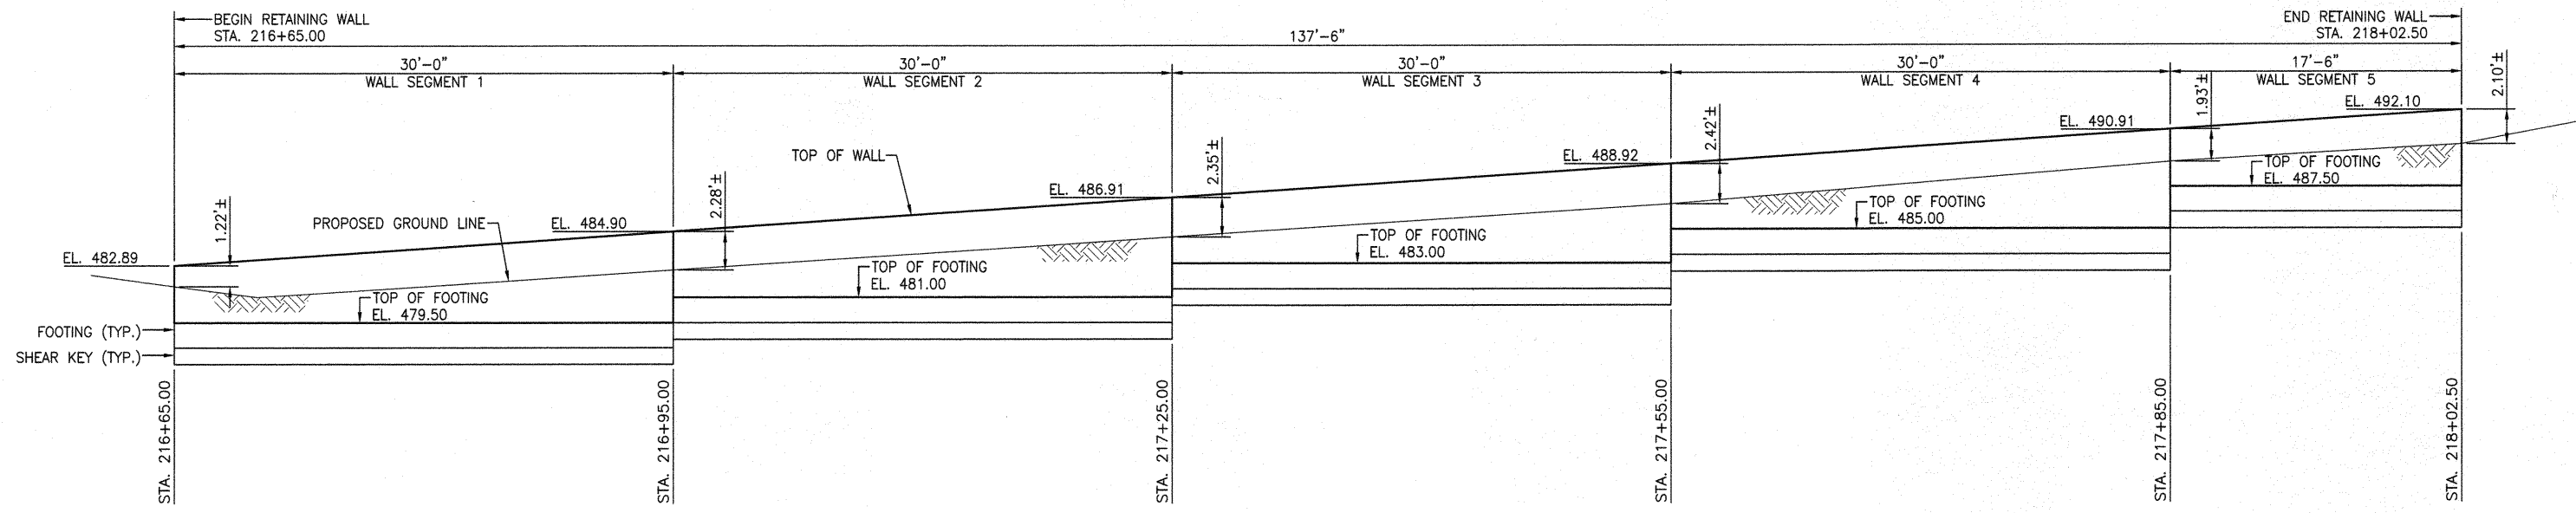 BEGIN RETAINING WALL
STA. 216+65.00
END RETAINING WALL
STA. 218+02.50
137'-6"
30'-0"
WALL SEGMENT 1
30'-0"
WALL SEGMENT 2
30'-0"
WALL SEGMENT 3
30'-0"
WALL SEGMENT 4
17'-6"
WALL SEGMENT 5
EL. 482.89
1.22'±
PROPOSED GROUND LINE
EL. 484.90
2.28'±
TOP OF WALL
EL. 486.91
2.35'±
EL. 488.92
2.42'±
EL. 490.91
1.93'±
EL. 492.10
2.10'±
TOP OF FOOTING
EL. 479.50
TOP OF FOOTING
EL. 481.00
TOP OF FOOTING
EL. 483.00
TOP OF FOOTING
EL. 485.00
TOP OF FOOTING
EL. 487.50
FOOTING (TYP.)
SHEAR KEY (TYP.)
STA. 216+65.00
STA. 216+95.00
STA. 217+25.00
STA. 217+55.00
STA. 217+85.00
STA. 218+02.50